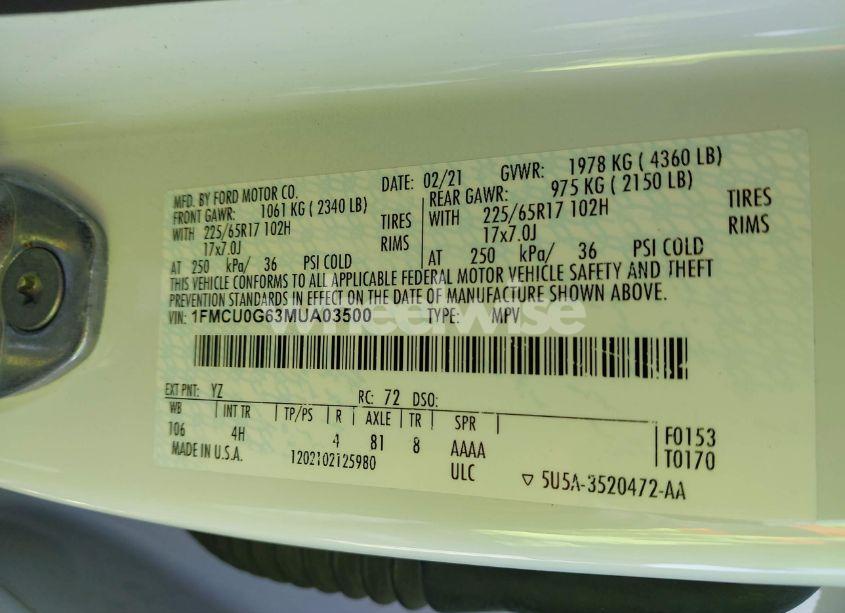 MFD. BY FORD MOTOR CO. DATE: 02/21 GVWR: 1978 KG ( 4360 LB)
FRONT GAWR: 1061 KG ( 2340 LB) REAR GAWR: 975 KG ( 2150 LB)
WITH 225/65R17 102H TIRES WITH 225/65R17 102H TIRES
17x7.0J RIMS 17x7.0J RIMS
AT 250 kPa/ 36 PSI COLD AT 250 kPa/ 36 PSI COLD
THIS VEHICLE CONFORMS TO ALL APPLICABLE FEDERAL MOTOR VEHICLE SAFETY AND THEFT
PREVENTION STANDARDS IN EFFECT ON THE DATE OF MANUFACTURE SHOWN ABOVE.
VIN: 1FMCU0G63MUA03500 TYPE: MPV
wheelwise
EXT PNT: YZ RC: 72 DSO:
WB INT TR TP/PS R AXLE TR SPR
106 4H 4 81 8 AAAA F0153
MADE IN U.S.A. 1202102125980 ULC T0170
▽ 5U5A-3520472-AA